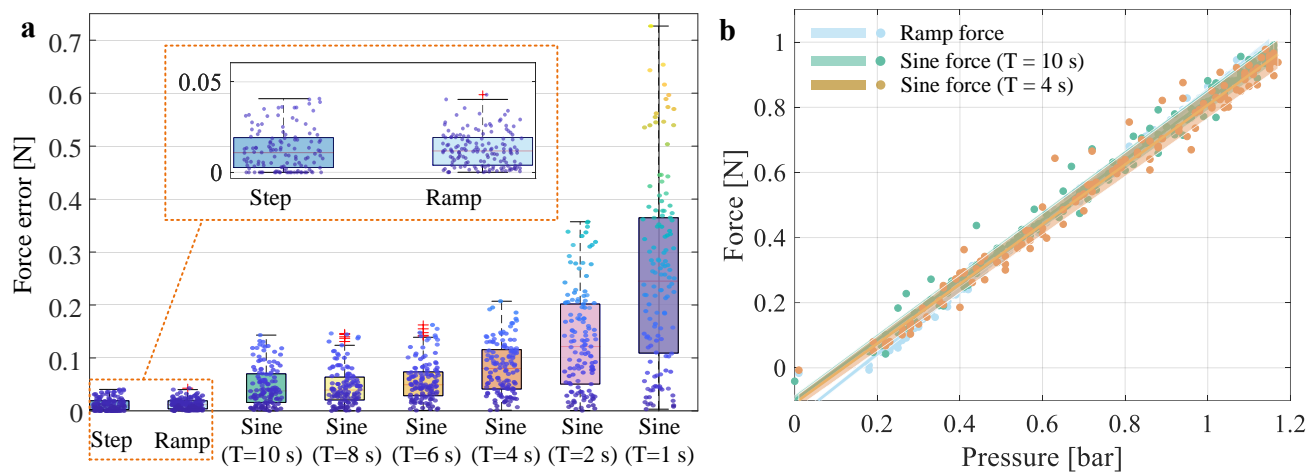 a
Force error [N]
0.7
0.6
0.5
0.4
0.3
0.2
0.1
0
0.05
0
Step
Ramp
Step
Ramp
Sine
(T=10 s)
Sine
(T=8 s)
Sine
(T=6 s)
Sine
(T=4 s)
Sine
(T=2 s)
Sine
(T=1 s)
b
Force [N]
1
0.8
0.6
0.4
0.2
0
Ramp force
Sine force (T = 10 s)
Sine force (T = 4 s)
0
0.2
0.4
0.6
0.8
1
1.2
Pressure [bar]